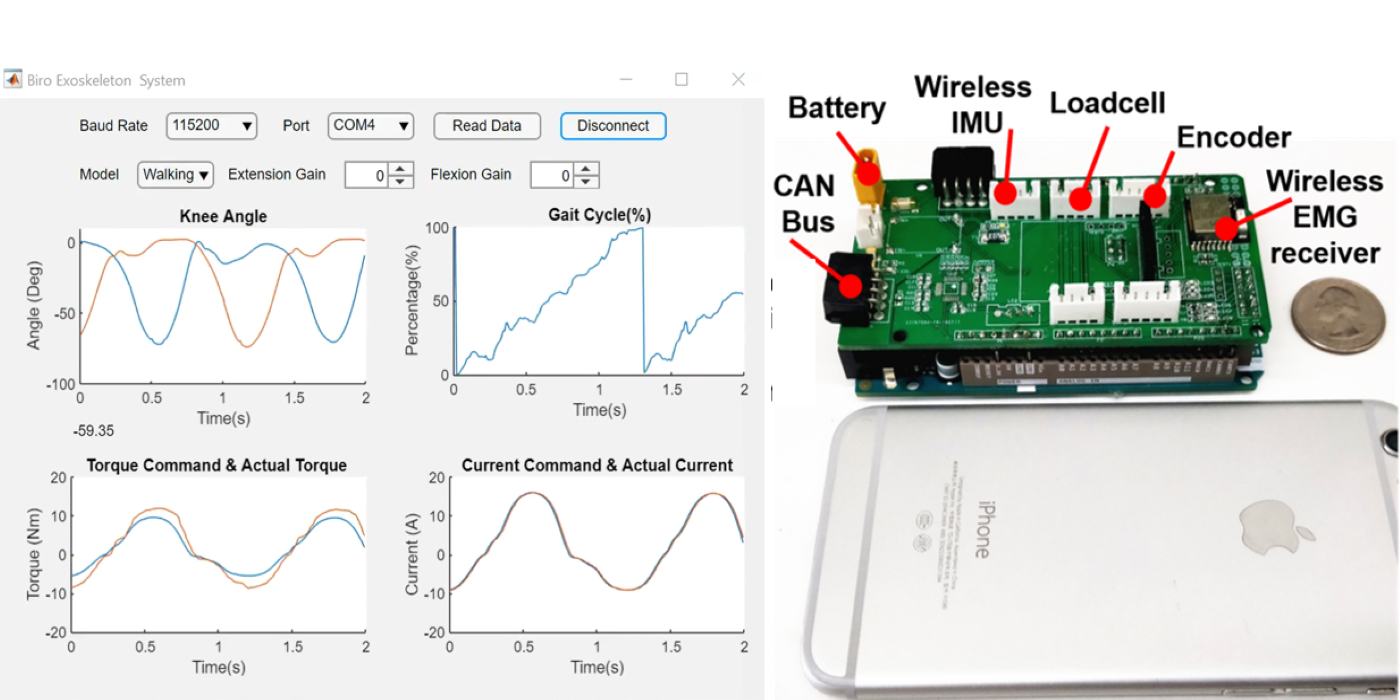 Biro Exoskeleton System
Baud Rate 115200 Port COM4 Read Data Disconnect
Model Walking Extension Gain 0 Flexion Gain 0
Knee Angle
0
-50
-100
Angle (Deg)
0 0.5 1 1.5 2
Time(s)
-59.35
Gait Cycle(%)
100
50
0
Percentage(%)
0 0.5 1 1.5 2
Time(s)
Torque Command & Actual Torque
20
10
0
-10
-20
Torque (Nm)
0 0.5 1 1.5 2
Time(s)
Current Command & Actual Current
20
10
0
-10
-20
Current (A)
0 0.5 1 1.5 2
Time(s)
Battery
Wireless
IMU
Loadcell
Encoder
CAN
Bus
Wireless
EMG
receiver
iPhone